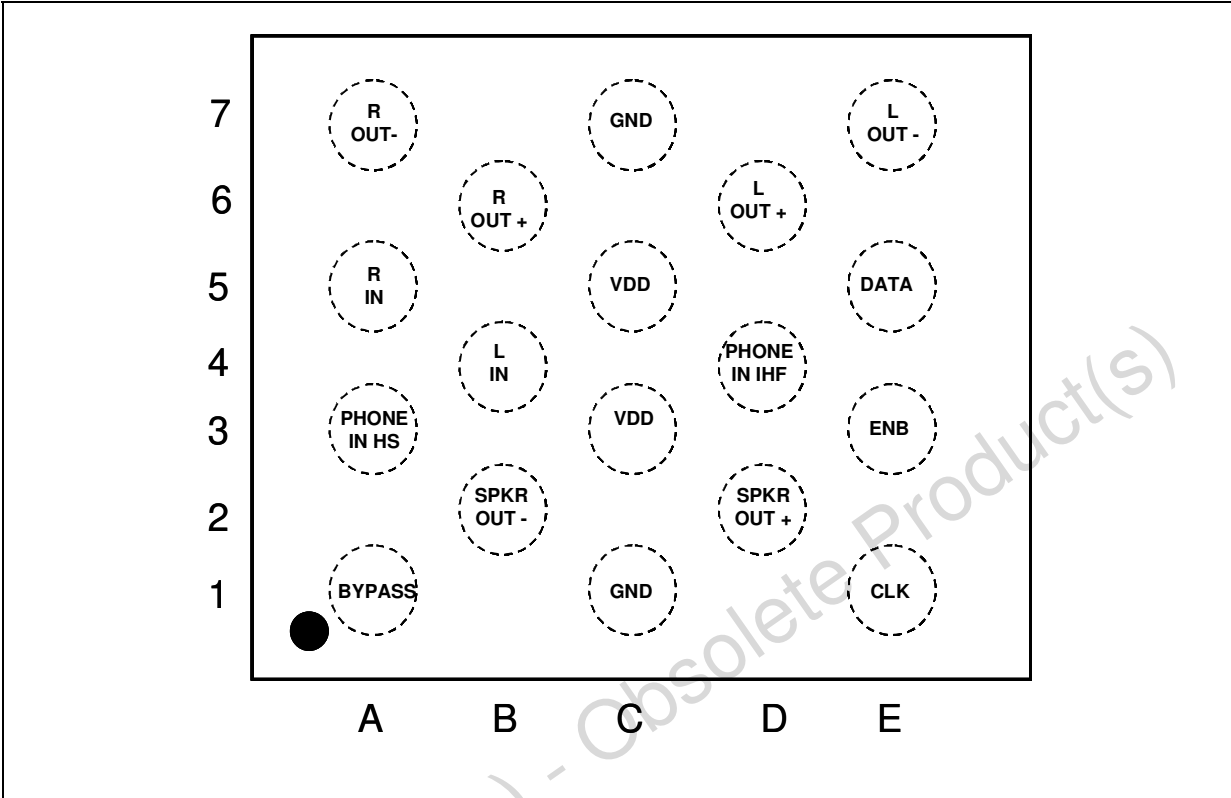 7
R
OUT-
GND
L
OUT -
6
R
OUT +
L
OUT +
5
R
IN
VDD
DATA
4
L
IN
PHONE
IN IHF
3
PHONE
IN HS
VDD
ENB
2
SPKR
OUT -
SPKR
OUT +
1
BYPASS
GND
CLK
A B C D E
) - Obsolete Product(s)